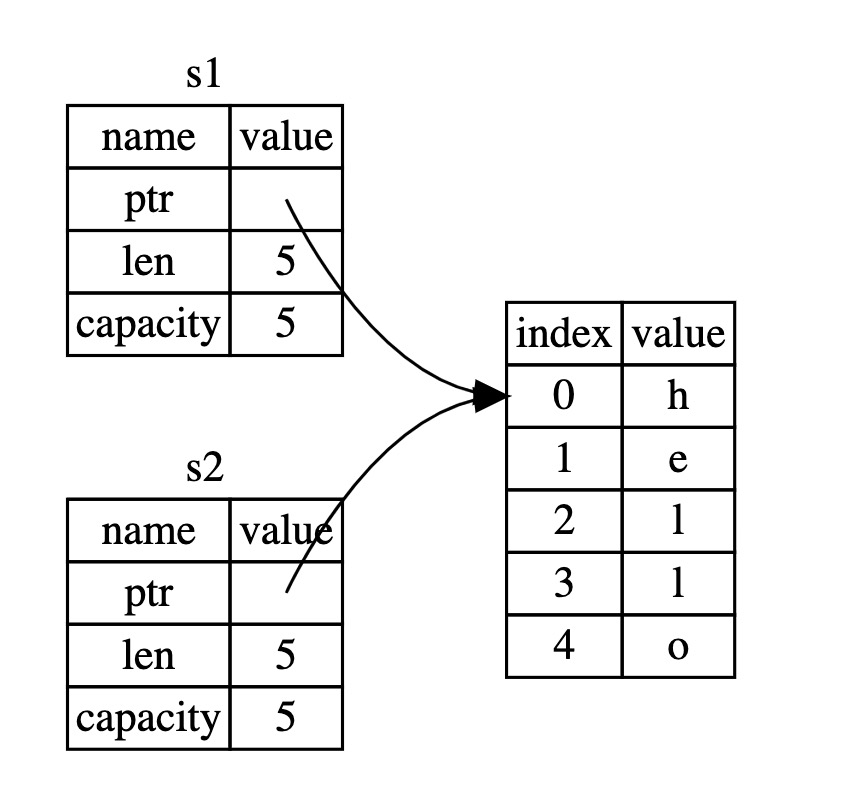 s1
name value
ptr
len 5
capacity 5
s2
name value
ptr
len 5
capacity 5
index value
0 h
1 e
2 l
3 l
4 o